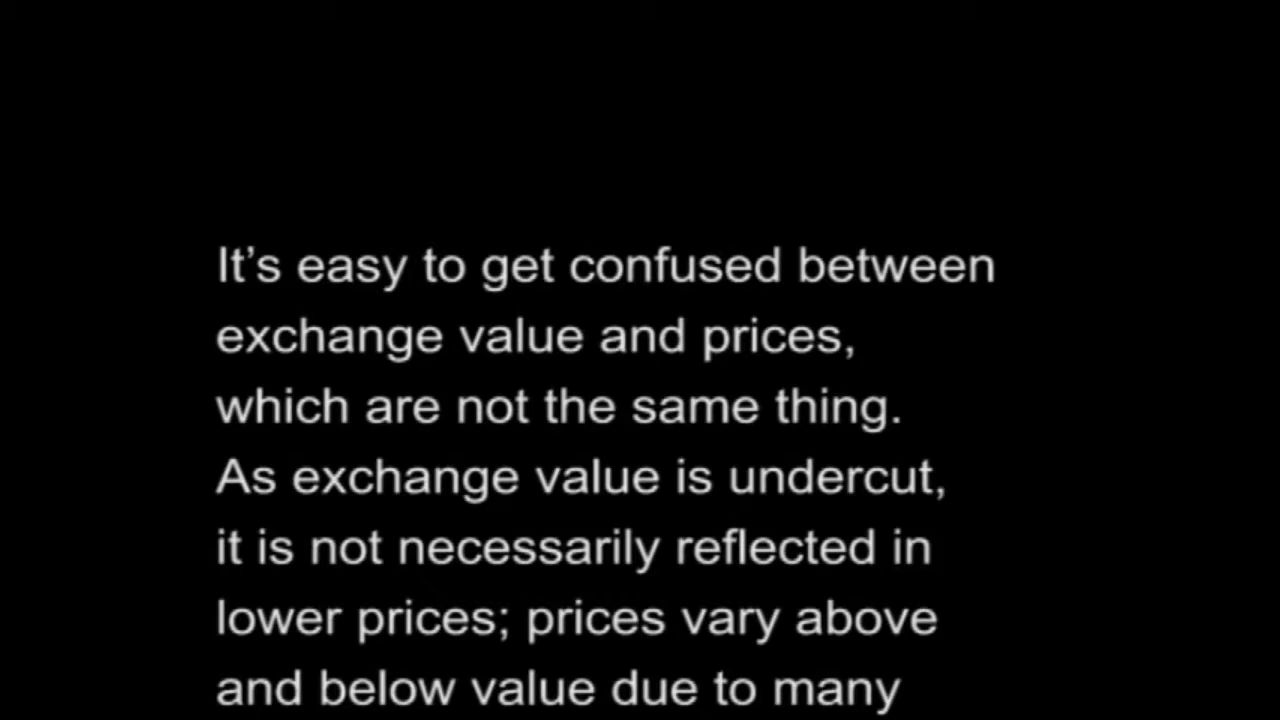 It’s easy to get confused between
exchange value and prices,
which are not the same thing.
As exchange value is undercut,
it is not necessarily reflected in
lower prices; prices vary above
and below value due to many